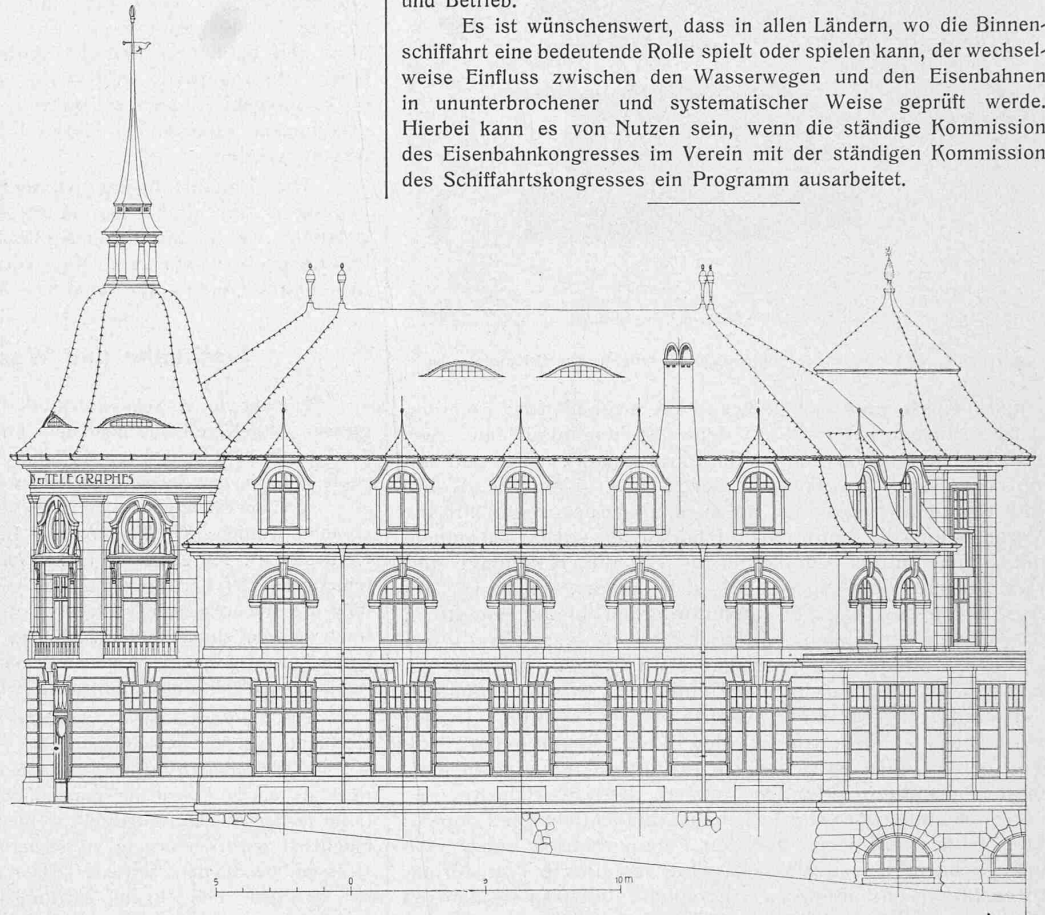 und Betrieb.
Es ist wünschenswert, dass in allen Ländern, wo die Binnen-
schiffahrt eine bedeutende Rolle spielt oder spielen kann, der wechsel-
weise Einfluss zwischen den Wasserwegen und den Eisenbahnen
in ununterbrochener und systematischer Weise geprüft werde.
Hierbei kann es von Nutzen sein, wenn die ständige Kommission
des Eisenbahnkongresses im Verein mit der ständigen Kommission
des Schiffahrtskongresses ein Programm ausarbeitet.
TELEGRAPHES
5 0 10 m.